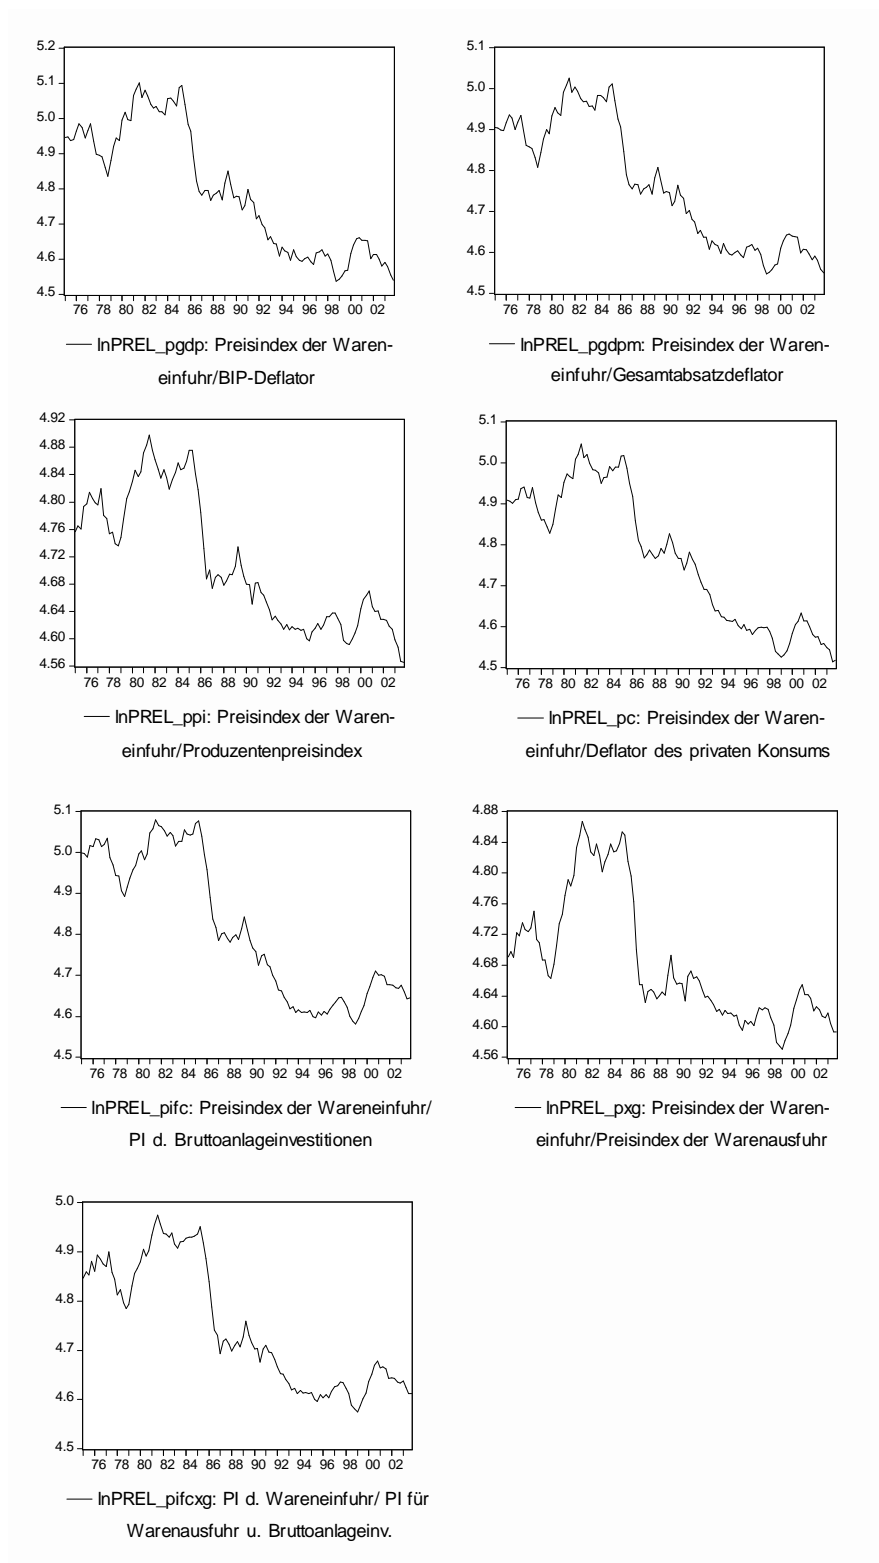 5.2
5.1
5.0
4.9
4.8
4.7
4.6
4.5
76 78 80 82 84 86 88 90 92 94 96 98 00 02
lnPREL_pgdp: Preisindex der Waren-
einfuhr/BIP-Deflator
5.1
5.0
4.9
4.8
4.7
4.6
4.5
76 78 80 82 84 86 88 90 92 94 96 98 00 02
lnPREL_pgdpm: Preisindex der Waren-
einfuhr/Gesamtabsatzdeflator
4.92
4.88
4.84
4.80
4.76
4.72
4.68
4.64
4.60
4.56
76 78 80 82 84 86 88 90 92 94 96 98 00 02
lnPREL_ppi: Preisindex der Waren-
einfuhr/Produzentenpreisindex
5.1
5.0
4.9
4.8
4.7
4.6
4.5
76 78 80 82 84 86 88 90 92 94 96 98 00 02
lnPREL_pc: Preisindex der Waren-
einfuhr/Deflator des privaten Konsums
5.1
5.0
4.9
4.8
4.7
4.6
4.5
76 78 80 82 84 86 88 90 92 94 96 98 00 02
lnPREL_pifc: Preisindex der Wareneinfuhr/
PI d. Bruttoanlageinvestitionen
4.88
4.84
4.80
4.76
4.72
4.68
4.64
4.60
4.56
76 78 80 82 84 86 88 90 92 94 96 98 00 02
lnPREL_pxg: Preisindex der Waren-
einfuhr/Preisindex der Warenausfuhr
5.0
4.9
4.8
4.7
4.6
4.5
76 78 80 82 84 86 88 90 92 94 96 98 00 02
lnPREL_pifcxg: PI d. Wareneinfuhr/ PI für
Warenausfuhr u. Bruttoanlageinv.